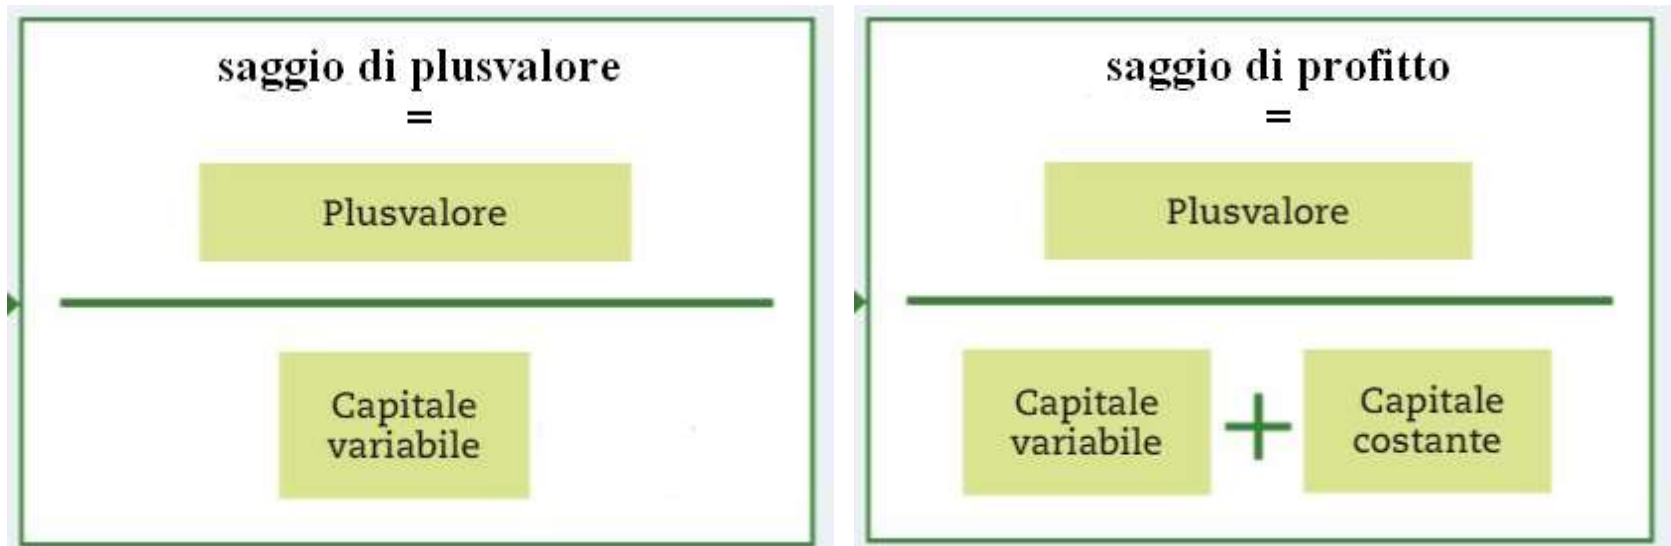 saggio di plusvalore
=
Plusvalore
Capitale
variabile
saggio di profitto
=
Plusvalore
Capitale
variabile
+
Capitale
costante